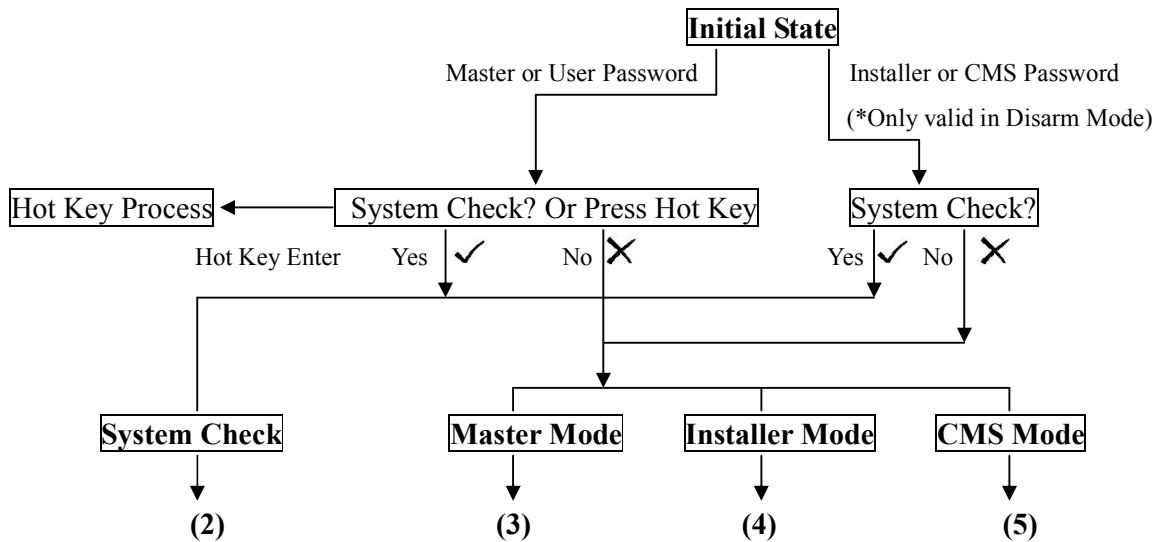 Initial State
Master or User Password
Installer or CMS Password
(*Only valid in Disarm Mode)
Hot Key Process
System Check? Or Press Hot Key
System Check?
Hot Key Enter
Yes
No
Yes
No
System Check
Master Mode
Installer Mode
CMS Mode
(2)
(3)
(4)
(5)